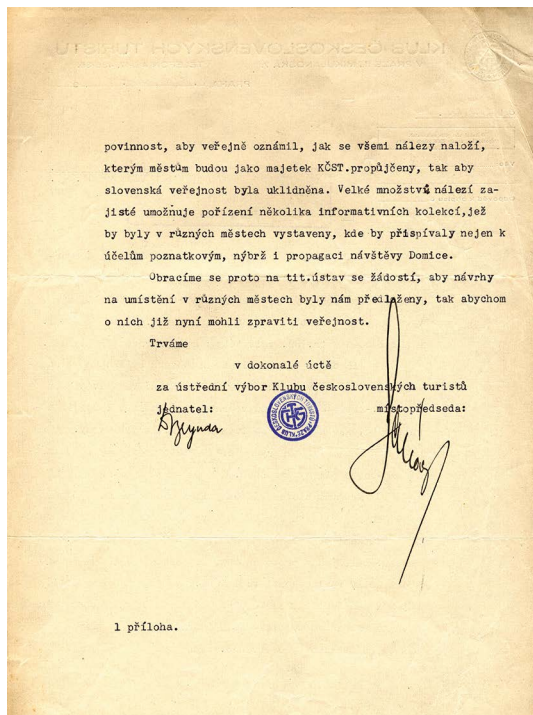 povinnost, aby veřejně oznámil, jak se všemi nálezy naloží,
kterým městům budou jako majetek KČST.propůjčeny, tak aby
slovenská veřejnost byla uklidněna. Velké množství nálezí za-
jisté umožňuje pořízení několika informativních kolekcí,jež
by byly v různých městech vystaveny, kde by přispívaly nejen k
účelům poznatkovým, nýbrž i propagaci návštěvy Domice.
Obracíme se proto na tit.ústav se žádostí, aby návrhy
na umístění v různých městech byly nám předloženy, tak abychom
o nich již nyní mohli zpraviti veřejnost.
Trváme
v dokonalé úctě
za ústřední výbor Klubu československých turistů
jednatel: místopředseda:
1 příloha.